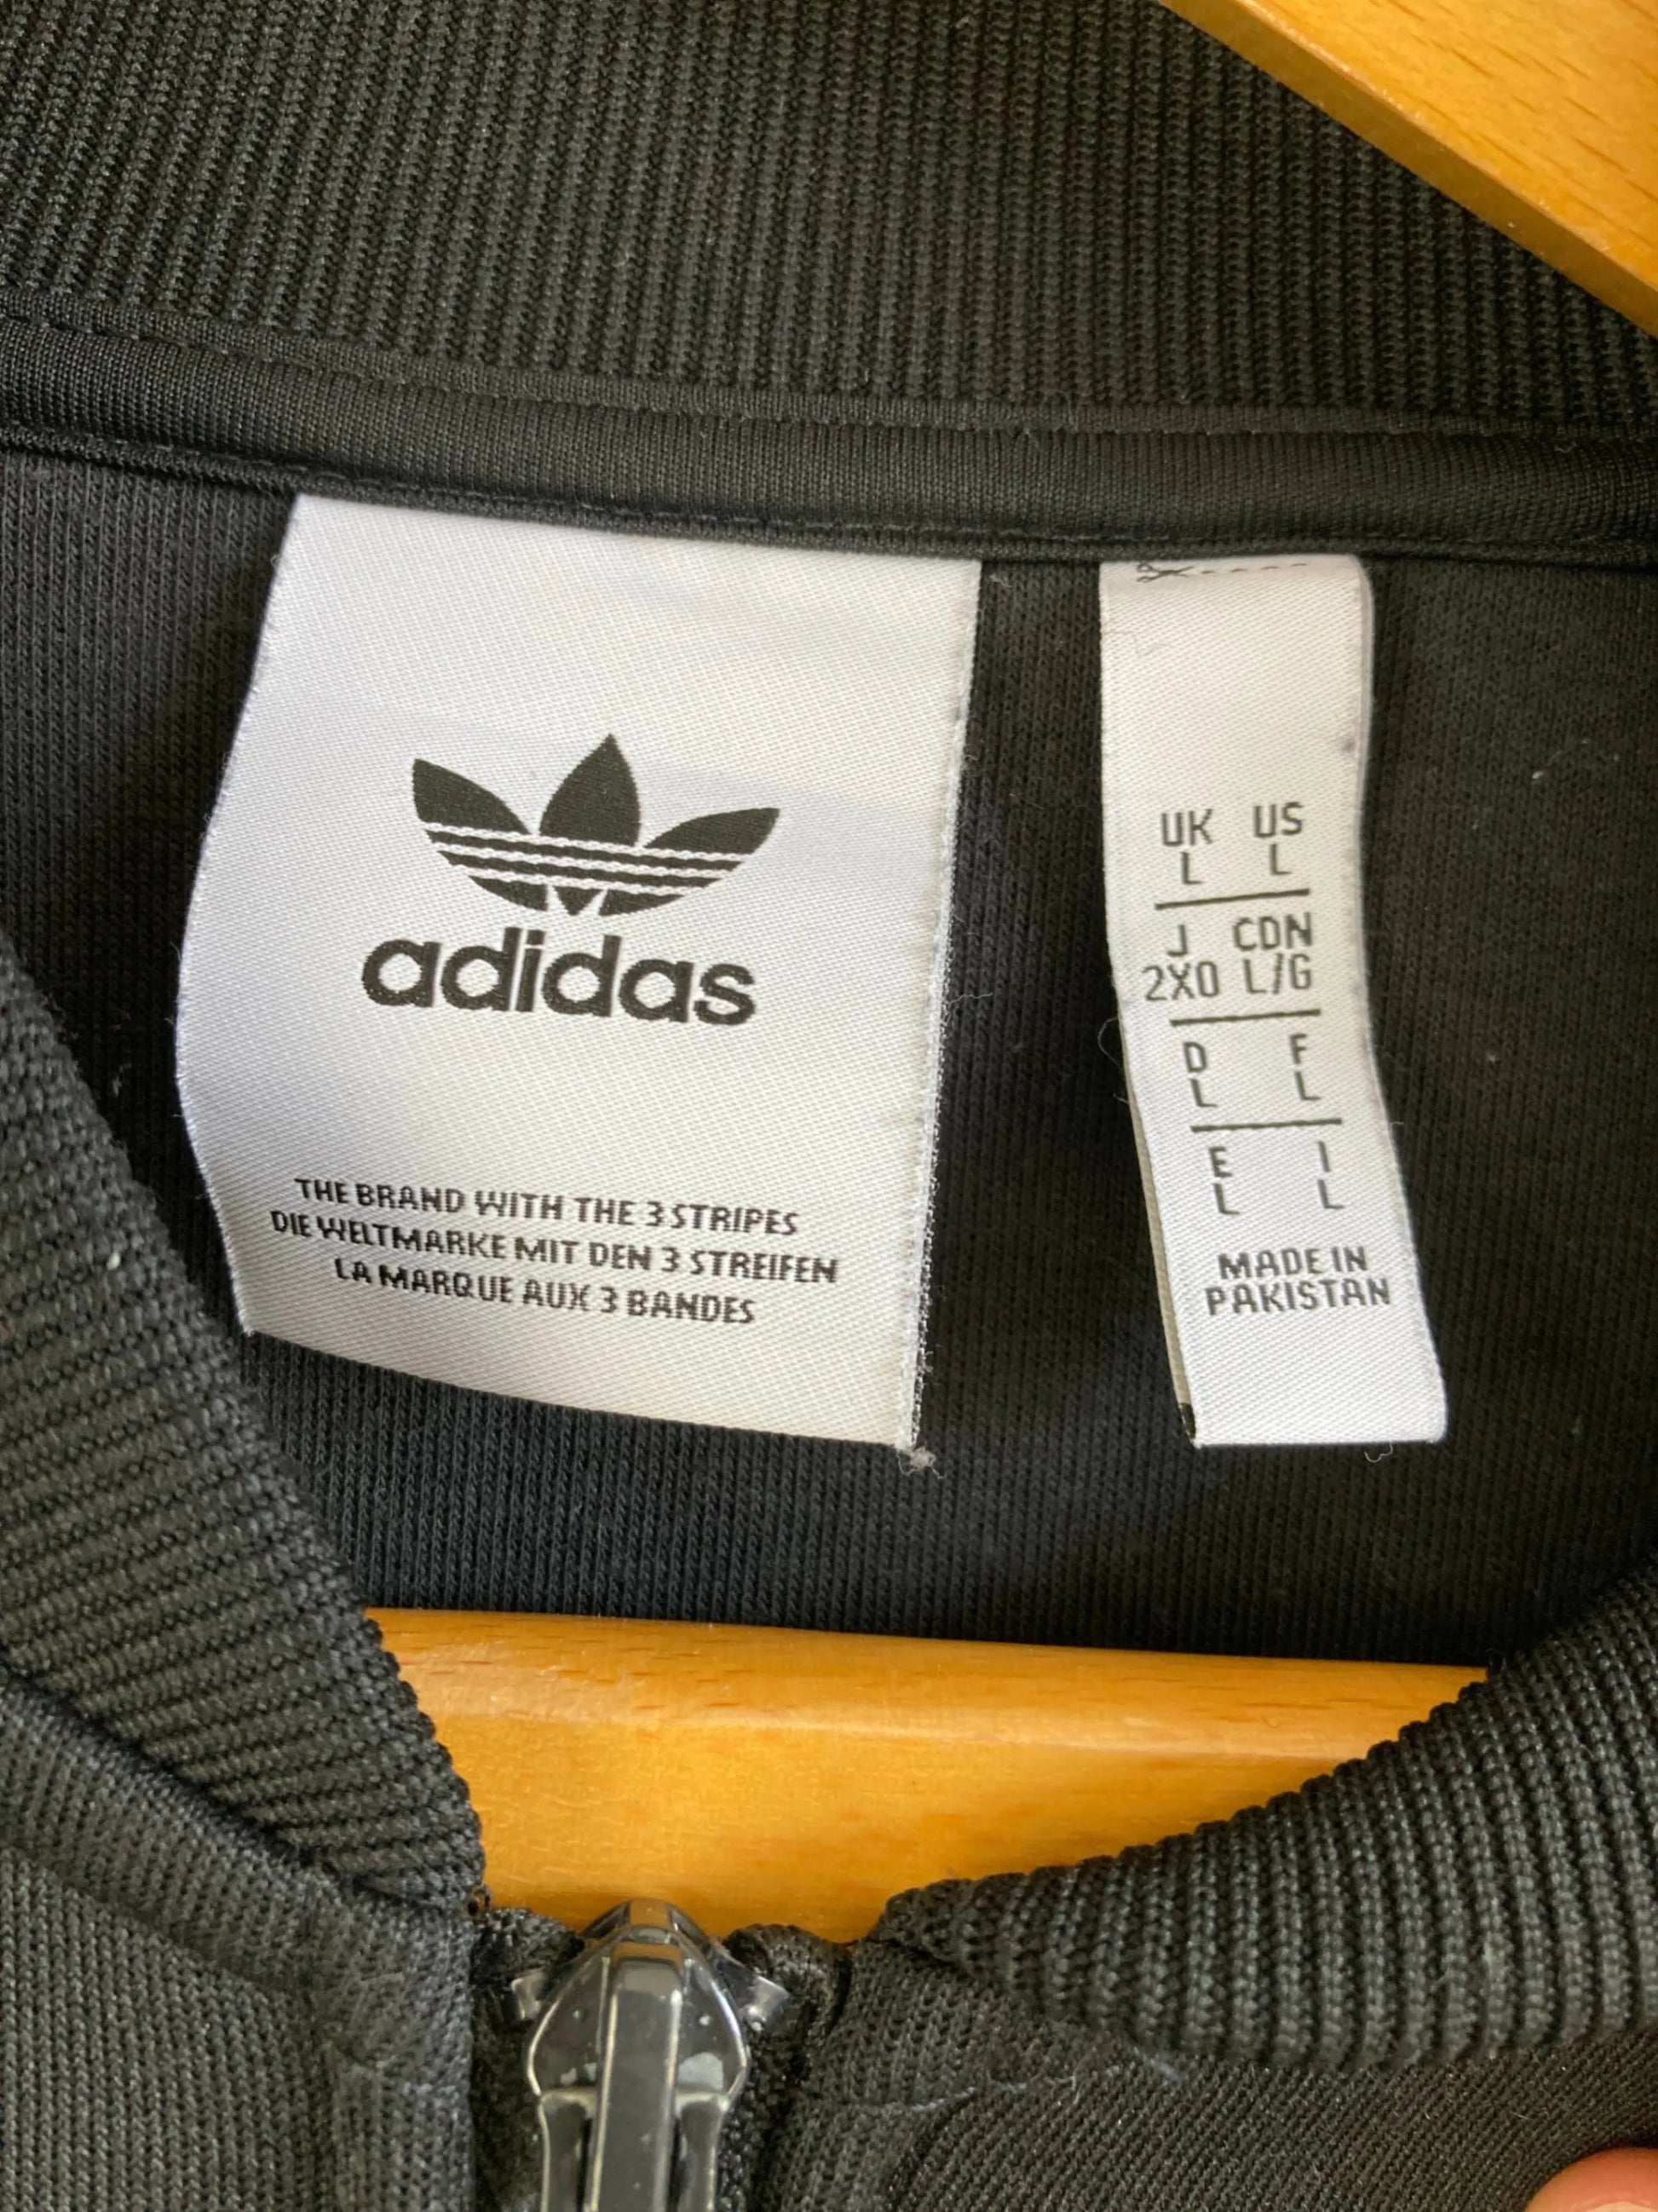 adidas
THE BRAND WITH THE 3 STRIPES
DIE WELTMARKE MIT DEN 3 STREIFEN
LA MARQUE AUX 3 BANDES
UK US
L L
J CDN
2XO L/G
D F
L L
E I
L L
MADE IN
PAKISTAN